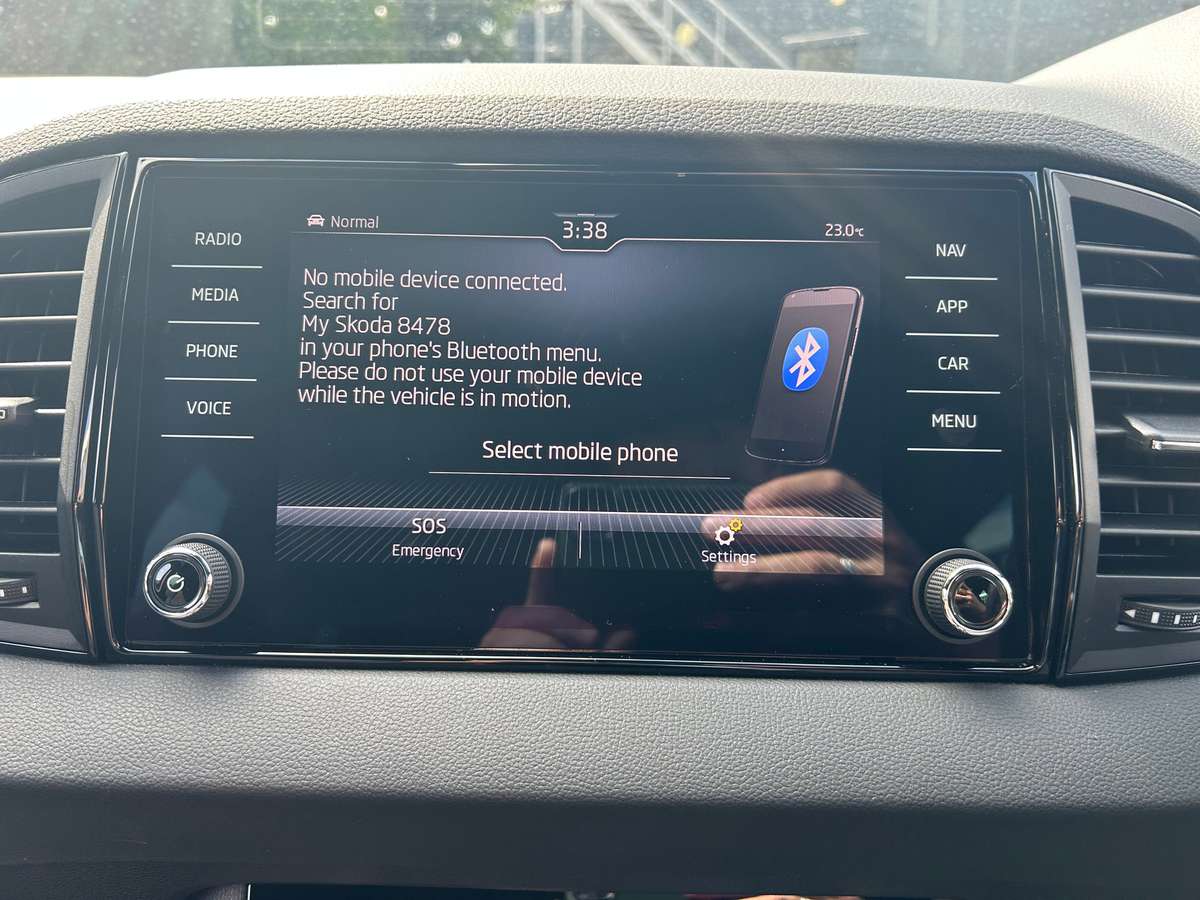 Normal
3:38
23.0°C
RADIO
MEDIA
PHONE
VOICE
No mobile device connected.
Search for
My Skoda 8478
in your phone's Bluetooth menu.
Please do not use your mobile device
while the vehicle is in motion.
Select mobile phone
SOS
Emergency
Settings
NAV
APP
CAR
MENU